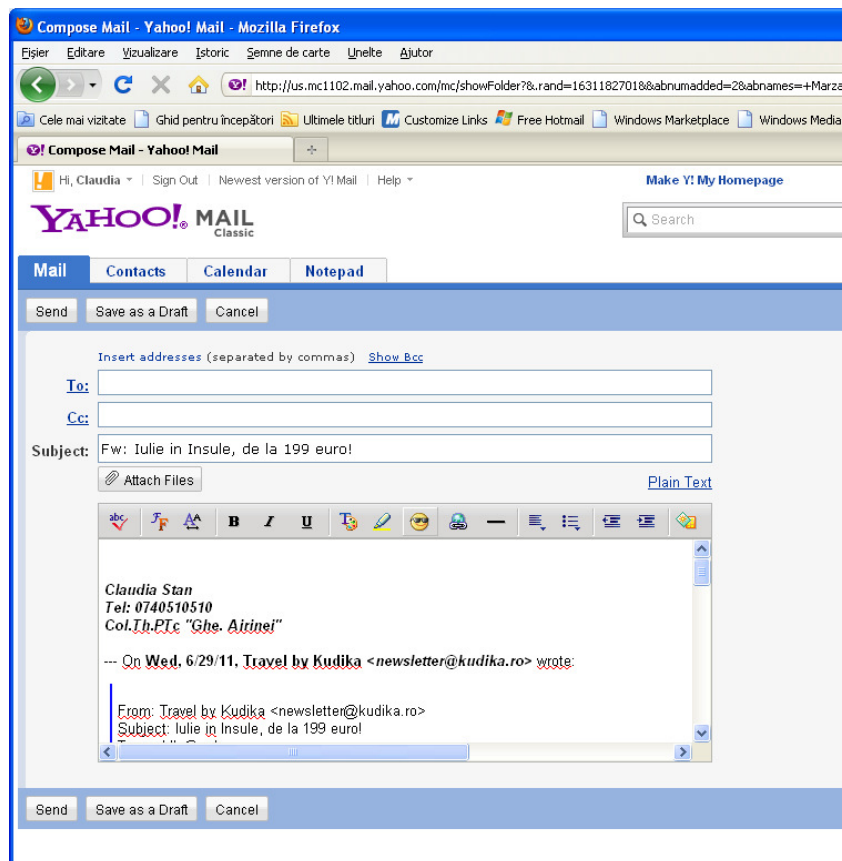 Compose Mail - Yahoo! Mail - Mozilla Firefox
Fișier Editare Vizualizare Istoric Semne de carte Unelte Ajutor
http://us.mc1102.mail.yahoo.com/mc/showFolder?&.rand=1631182701&&abnumadded=2&abnames=+Marza
Cele mai vizitate Ghid pentru începători Ultimele titluri Customize Links Free Hotmail Windows Marketplace Windows Media
Compose Mail - Yahoo! Mail
Hi, Claudia Sign Out Newest version of Y! Mail Help Make Y! My Homepage
YAHOO! MAIL
Classic
Search
Mail Contacts Calendar Notepad
Send Save as a Draft Cancel
Insert addresses (separated by commas) Show Bcc
To:
Cc:
Subject: Fw: Iulie in Insule, de la 199 euro!
Attach Files Plain Text
Claudia Stan
Tel: 0740510510
Col.Th.PTc "Ghe. Airinei"
--- On Wed, 6/29/11, Travel by Kudika <newsletter@kudika.ro> wrote:
From: Travel by Kudika <newsletter@kudika.ro>
Subject: Iulie in Insule, de la 199 euro!
Send Save as a Draft Cancel